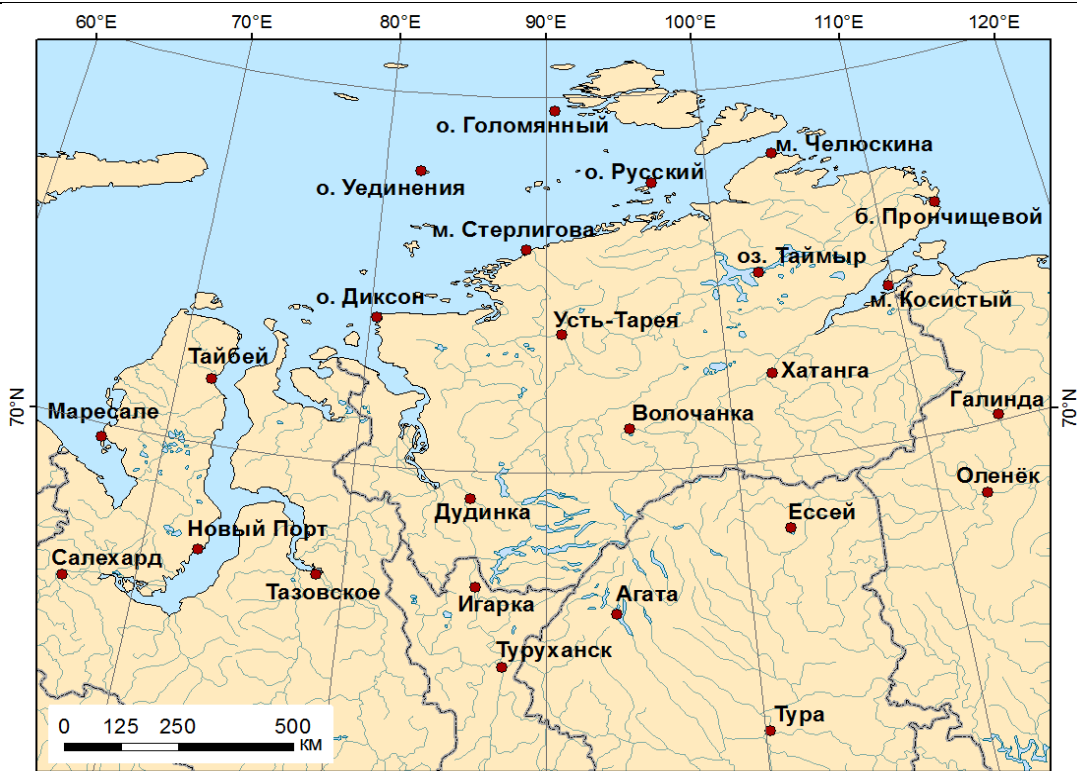 60°E 70°E 80°E 90°E 100°E 110°E 120°E
о. Голомянный
м. Челюскина
о. Русский
о. Уединения
б. Прончищевой
м. Стерлигова
оз. Таймыр
о. Диксон
м. Косистый
Усть-Тарея
Тайбей
Хатанга
70°N
Галинда
70°N
Маресале
Волочанка
Оленёк
Дудинка
Ессей
Новый Порт
Салехард
Тазовское
Игарка
Агата
Туруханск
Тура
0 125 250 500
км